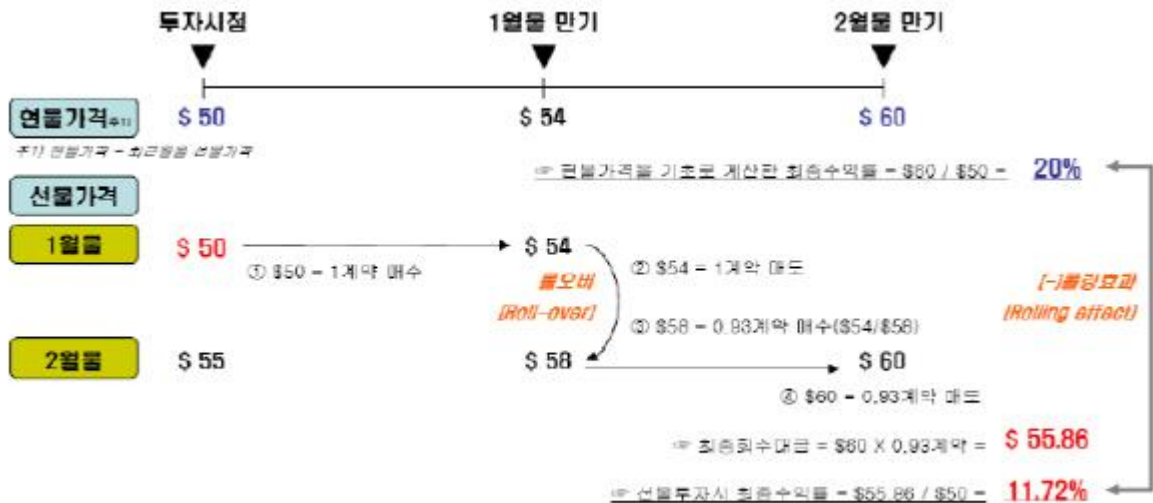 투자시점 1월물 만기 2월물 만기
현물가격주1) $ 50 $ 54 $ 60
주1) 현물가격 = 최근월물 선물가격
☞ 현물가격을 기초로 계산한 최종수익률 = $60 / $50 = 20%
선물가격
1월물 $ 50 $ 54
① $50 = 1계약 매수
② $54 = 1계약 매도
롤오버
(Roll-over)
[-]롤링효과
(Rolling effect)
③ $58 = 0.93계약 매수($54/$58)
2월물 $ 55 $ 58 $ 60
④ $60 = 0.93계약 매도
☞ 최종회수대금 = $60 X 0.93계약 = $ 55.86
☞ 선물투자시 최종수익률 = $55.86 / $50 = 11.72%